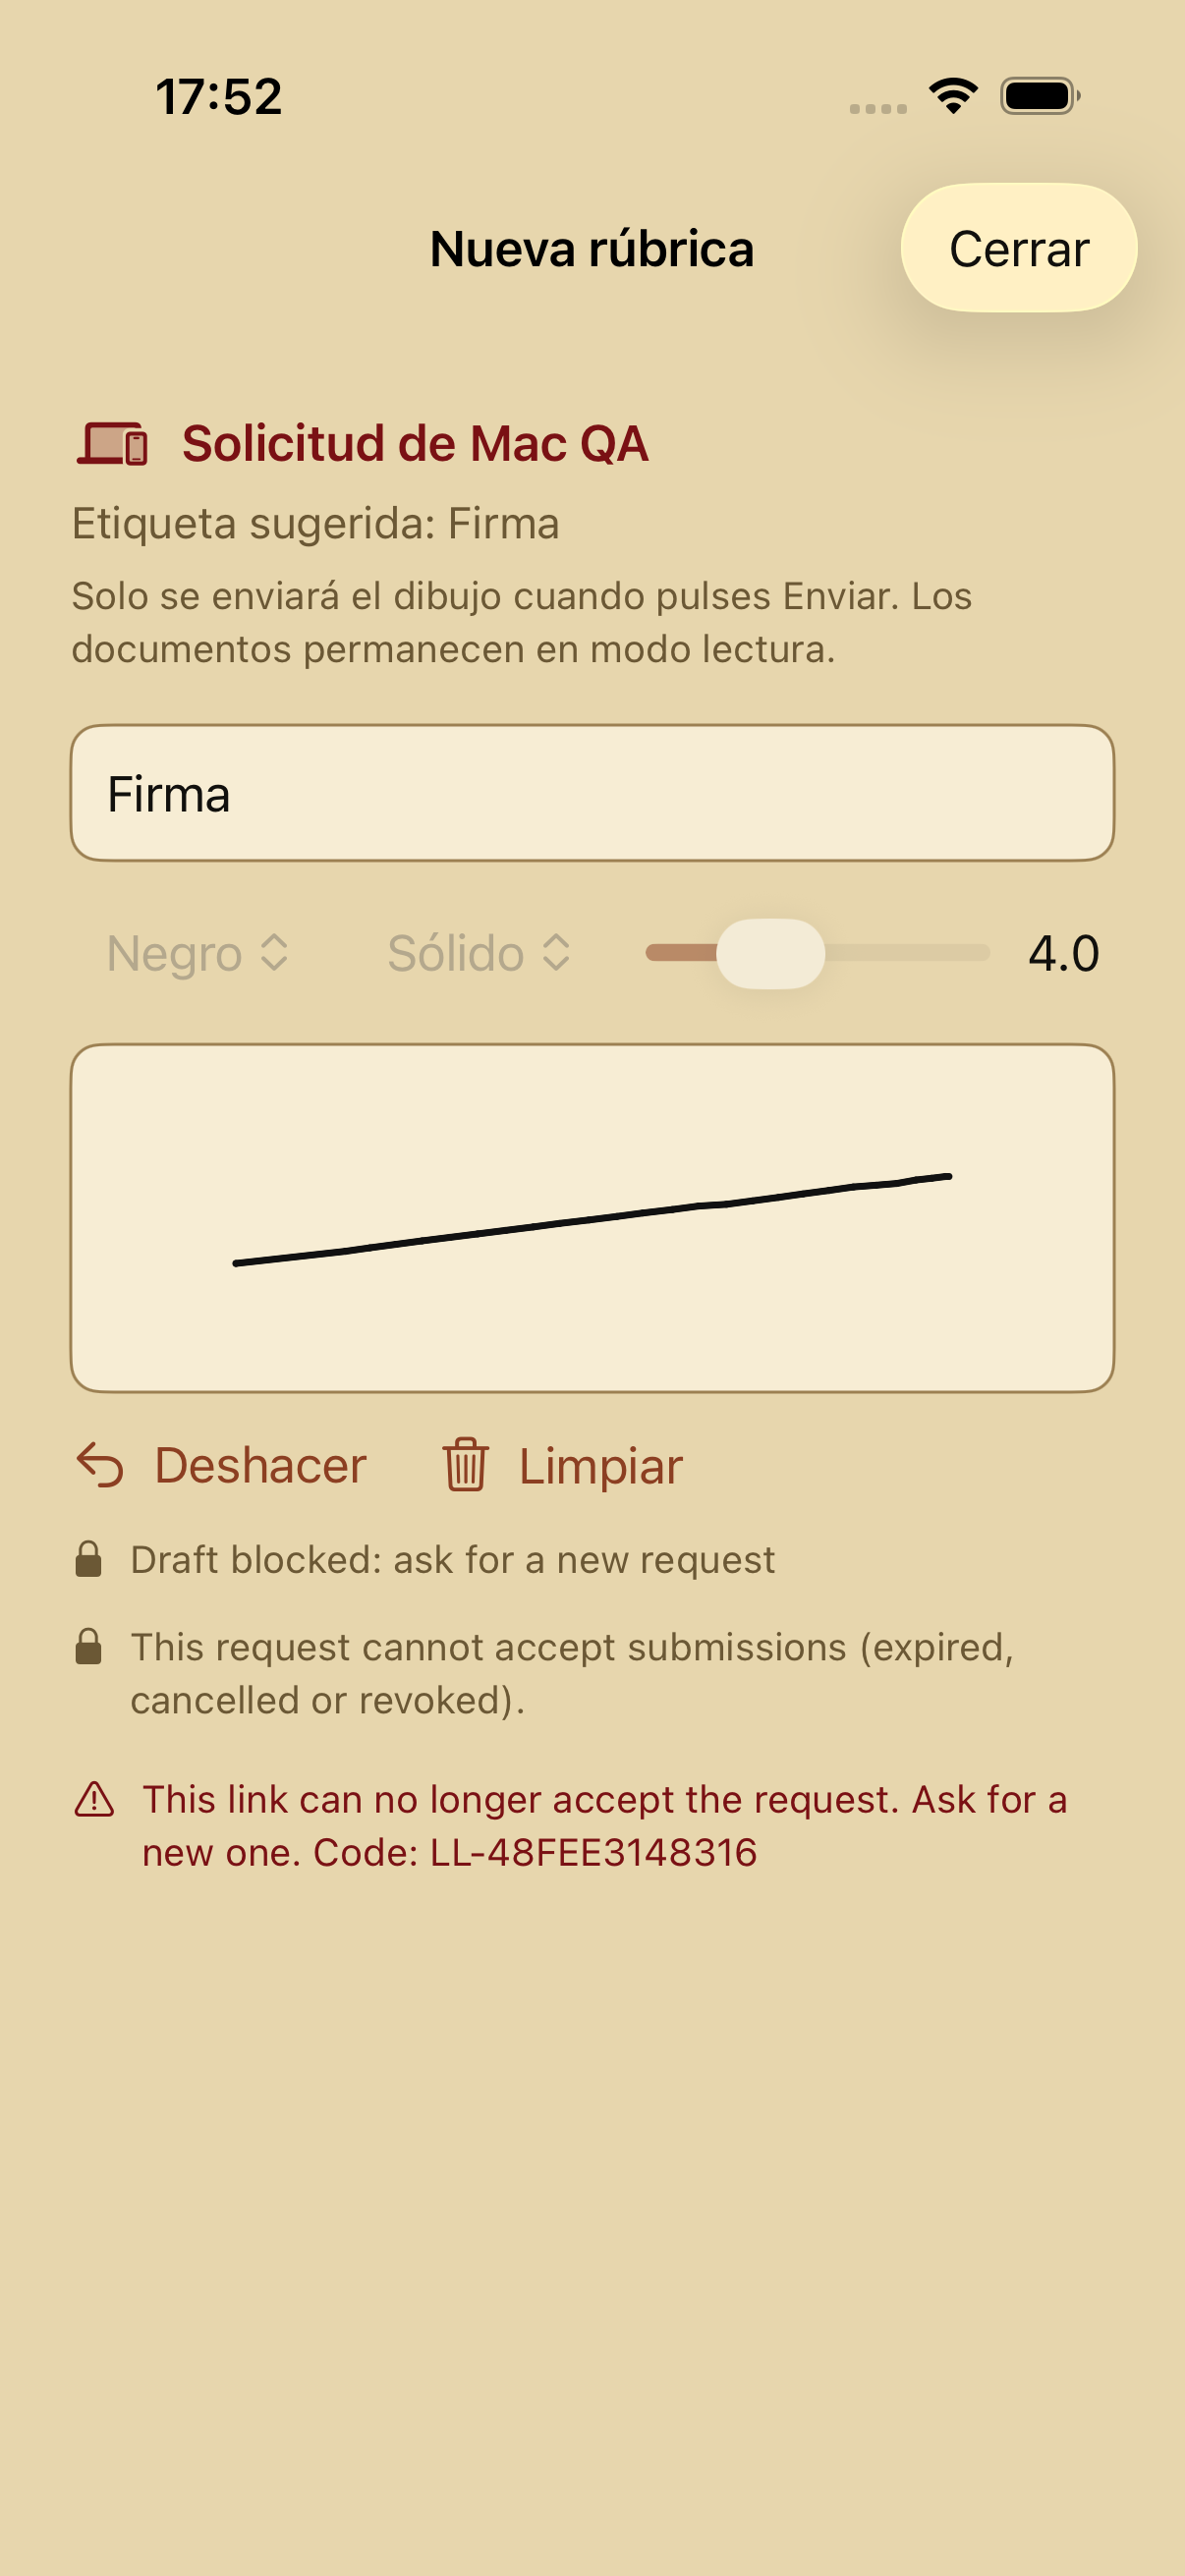 17:52
Nueva rúbrica
Cerrar
Solicitud de Mac QA
Etiqueta sugerida: Firma
Solo se enviará el dibujo cuando pulses Enviar. Los
documentos permanecen en modo lectura.
Firma
Negro
Sólido
4.0
Deshacer
Limpiar
Draft blocked: ask for a new request
This request cannot accept submissions (expired,
cancelled or revoked).
This link can no longer accept the request. Ask for a
new one. Code: LL-48FEE3148316